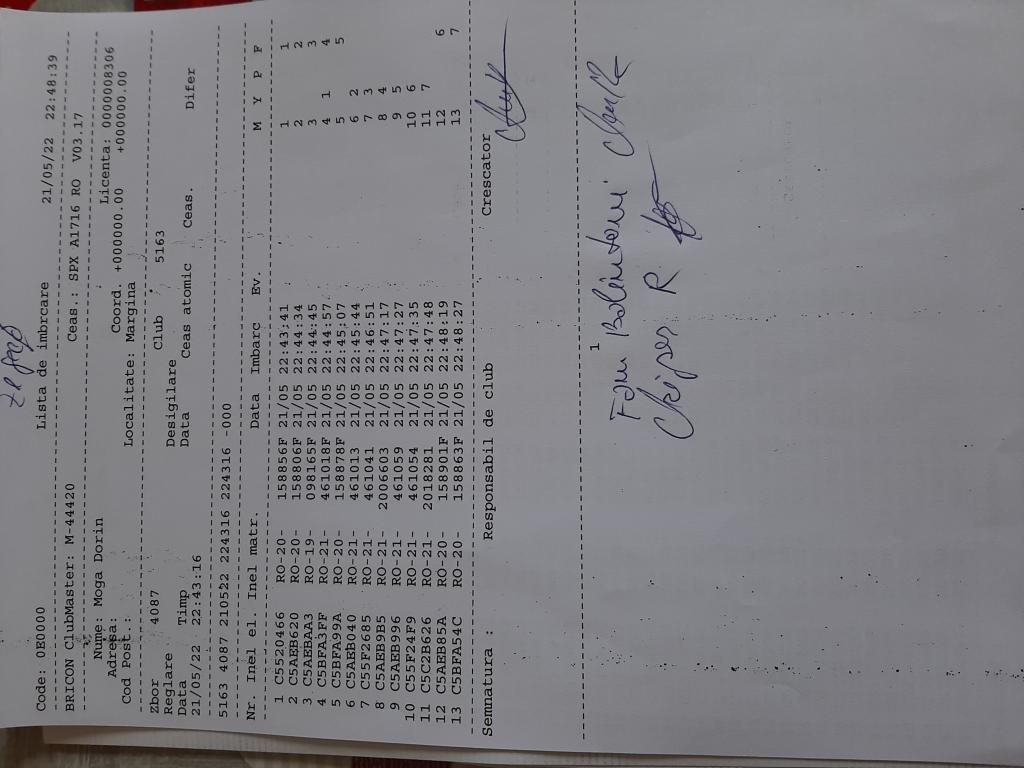 Code: 0E0000 Lista de imbrcare 21/05/22 22:48:39
BRICON ClubMaster: M-44420 Ceas.: SPX A1716 RO V03.17
Nume: Moga Dorin Licenta: 0000008306
Adresa: Coord. +000000.00 +000000.00
Cod Post.: Localitate: Margina
Zbor 4087 Club 5163
Reglare Desigilare
Data Timp Data Ceas atomic Ceas. Difer
21/05/22 22:43:16
5163 4087 210522 224316 224316 -000
Nr. Inel el. Inel matr. Data Imbarc Ev. M Y P F
1 C5520466 RO-20- 158856F 21/05 22:43:41 1 1
2 C5AEB620 RO-20- 158806F 21/05 22:44:34 2 2
3 C5AEBAA3 RO-19- 098165F 21/05 22:44:45 3 3
4 C5BFA3FF RO-21- 461018F 21/05 22:44:57 4 1 4
5 C5BFA99A RO-20- 158878F 21/05 22:45:07 5 5
6 C5AEB040 RO-21- 461013 21/05 22:45:44 6 2
7 C55F2685 RO-21- 461041 21/05 22:46:51 7 3
8 C5AEB9B5 RO-21- 2006603 21/05 22:47:17 8 4
9 C5AEB996 RO-21- 461059 21/05 22:47:27 9 5
10 C55F24F9 RO-21- 461054 21/05 22:47:35 10 6
11 C5C2B626 RO-21- 2018281 21/05 22:47:48 11 7
12 C5AEB85A RO-20- 158901F 21/05 22:48:19 12 6
13 C5BFA54C RO-20- 158863F 21/05 22:48:27 13 7
Semnatura : Responsabil de club Crescator
1
R